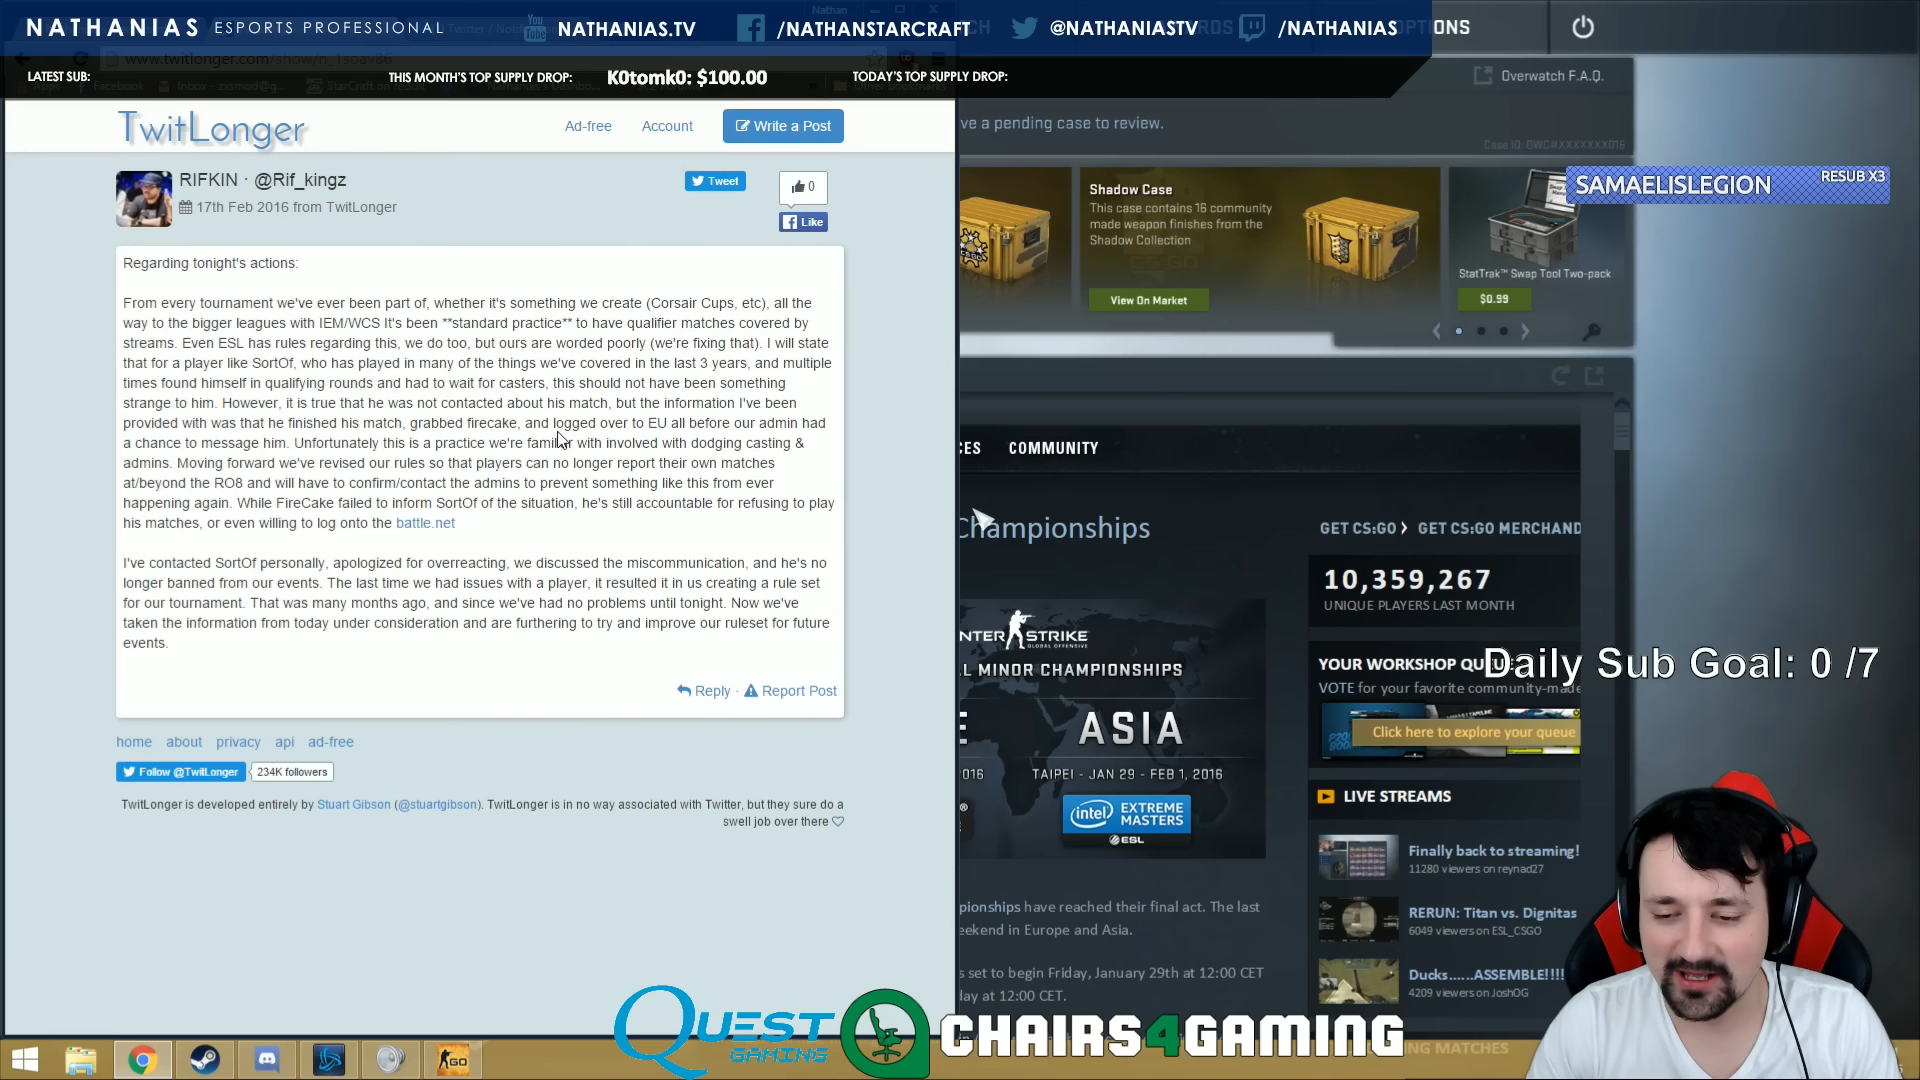 NATHANIAS ESPORTS PROFESSIONAL
You Tube NATHANIAS.TV
/NATHANSTARCRAFT
@NATHANIASTV
/NATHANIAS
OPTIONS
www.twitlonger.com/show/n_1soav86
LATEST SUB:
THIS MONTH'S TOP SUPPLY DROP: K0tomk0: $100.00
TODAY'S TOP SUPPLY DROP:
TwitLonger
Ad-free
Account
Write a Post
RIFKIN · @Rif_kingz
17th Feb 2016 from TwitLonger
Tweet
0
Like
Regarding tonight's actions:
From every tournament we've ever been part of, whether it's something we create (Corsair Cups, etc), all the
way to the bigger leagues with IEM/WCS It's been **standard practice** to have qualifier matches covered by
streams. Even ESL has rules regarding this, we do too, but ours are worded poorly (we're fixing that). I will state
that for a player like SortOf, who has played in many of the things we've covered in the last 3 years, and multiple
times found himself in qualifying rounds and had to wait for casters, this should not have been something
strange to him. However, it is true that he was not contacted about his match, but the information I've been
provided with was that he finished his match, grabbed firecake, and logged over to EU all before our admin had
a chance to message him. Unfortunately this is a practice we're familiar with involved with dodging casting &
admins. Moving forward we've revised our rules so that players can no longer report their own matches
at/beyond the RO8 and will have to confirm/contact the admins to prevent something like this from ever
happening again. While FireCake failed to inform SortOf of the situation, he's still accountable for refusing to play
his matches, or even willing to log onto the battle.net
I've contacted SortOf personally, apologized for overreacting, we discussed the miscommunication, and he's no
longer banned from our events. The last time we had issues with a player, it resulted it in us creating a rule set
for our tournament. That was many months ago, and since we've had no problems until tonight. Now we've
taken the information from today under consideration and are furthering to try and improve our ruleset for future
events.
Reply · Report Post
home about privacy api ad-free
Follow @TwitLonger
234K followers
TwitLonger is developed entirely by Stuart Gibson (@stuartgibson). TwitLonger is in no way associated with Twitter, but they sure do a
swell job over there
Overwatch F.A.Q.
ve a pending case to review.
Case ID: GWC#XXXXXXX016
Shadow Case
This case contains 16 community
made weapon finishes from the
Shadow Collection
View On Market
StatTrak™ Swap Tool Two-pack
$0.99
SAMAELISLEGION
RESUB X3
CES
COMMUNITY
Championships
GET CS:GO
GET CS:GO MERCHAND
10,359,267
UNIQUE PLAYERS LAST MONTH
NTER STRIKE
GLOBAL OFFENSIVE
L MINOR CHAMPIONSHIPS
E
ASIA
2016
TAIPEI - JAN 29 - FEB 1, 2016
intel EXTREME MASTERS
ESL
YOUR WORKSHOP QUEUE
VOTE for your favorite community-made
Click here to explore your queue
Daily Sub Goal: 0 /7
LIVE STREAMS
Finally back to streaming!
11280 viewers on reynad27
RERUN: Titan vs. Dignitas
6049 viewers on ESL_CSGO
Ducks......ASSEMBLE!!!!
4209 viewers on JoshOG
pionships have reached their final act. The last
eekend in Europe and Asia.
s set to begin Friday, January 29th at 12:00 CET
day at 12:00 CET.
QUEST GAMING
CHAIRS4GAMING
GO
NG MATCHES